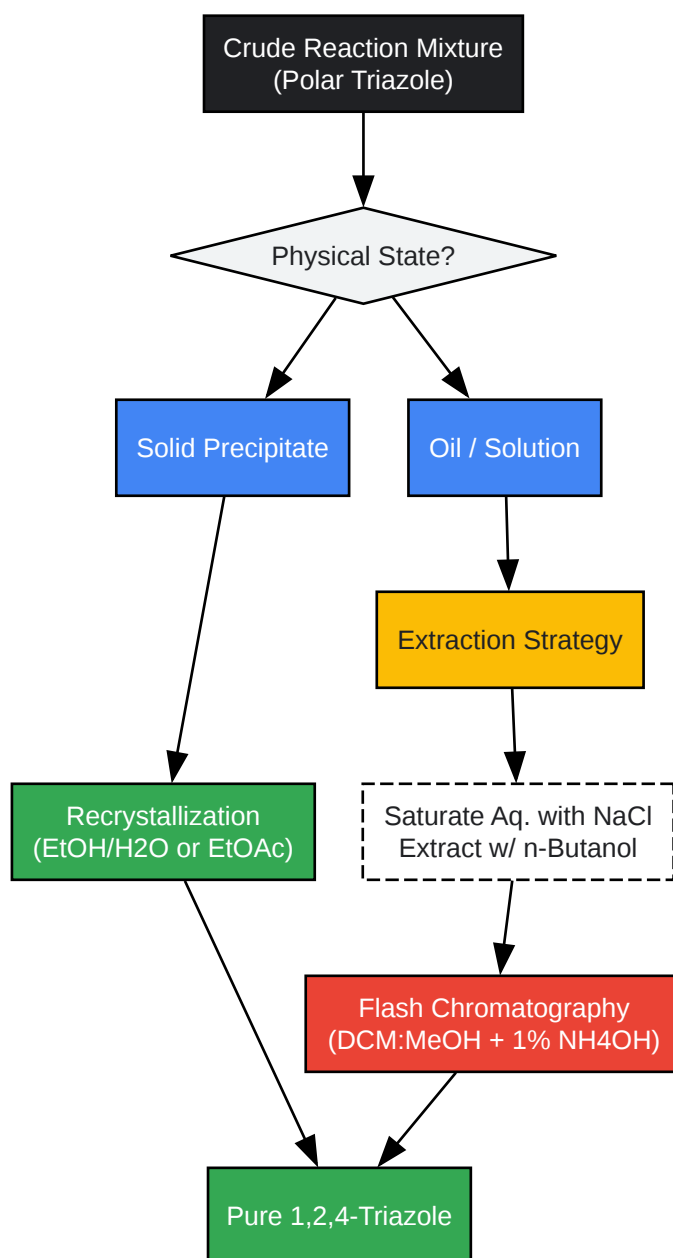 Crude Reaction Mixture
(Polar Triazole)
Physical State?
Solid Precipitate
Oil / Solution
Extraction Strategy
Recrystallization
(EtOH/H2O or EtOAc)
Saturate Aq. with NaCl
Extract w/ n-Butanol
Flash Chromatography
(DCM:MeOH + 1% NH4OH)
Pure 1,2,4-Triazole